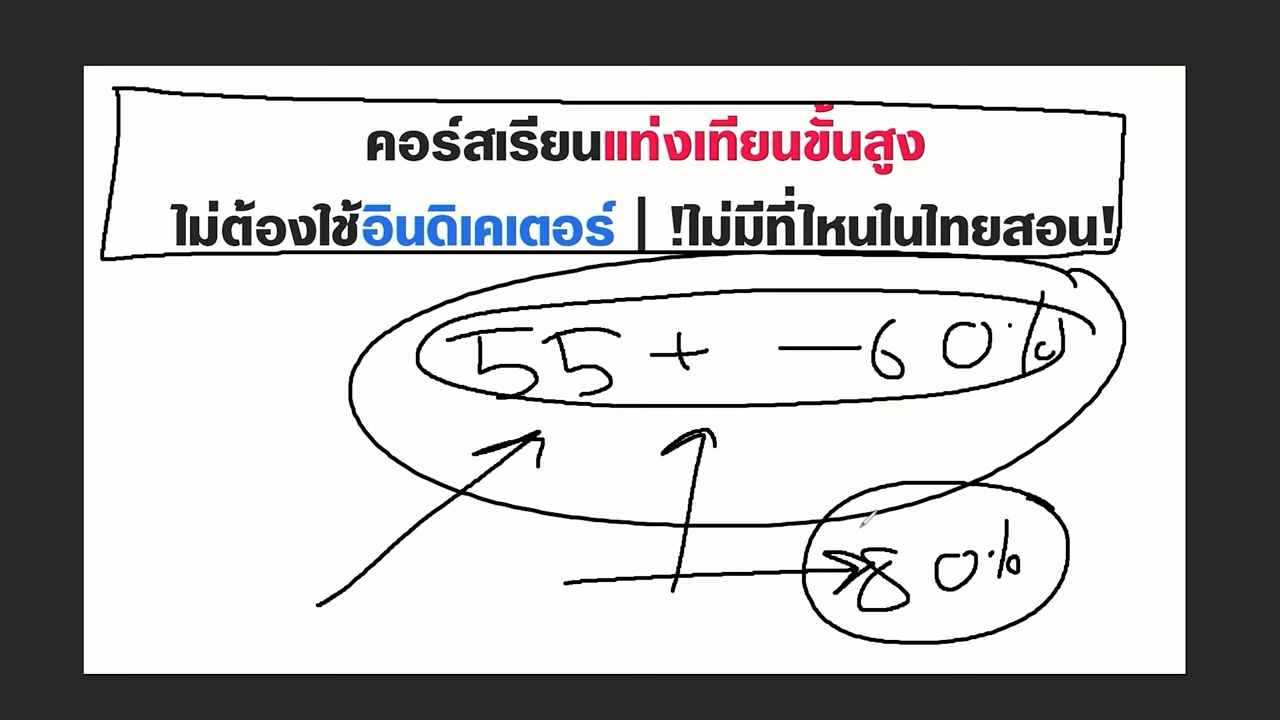 คอร์สเรียนแท่งเทียนขั้นสูง
ไม่ต้องใช้อินดิเคเตอร์ | !ไม่มีที่ไหนในไทยสอน!
55 + - 60%
80%